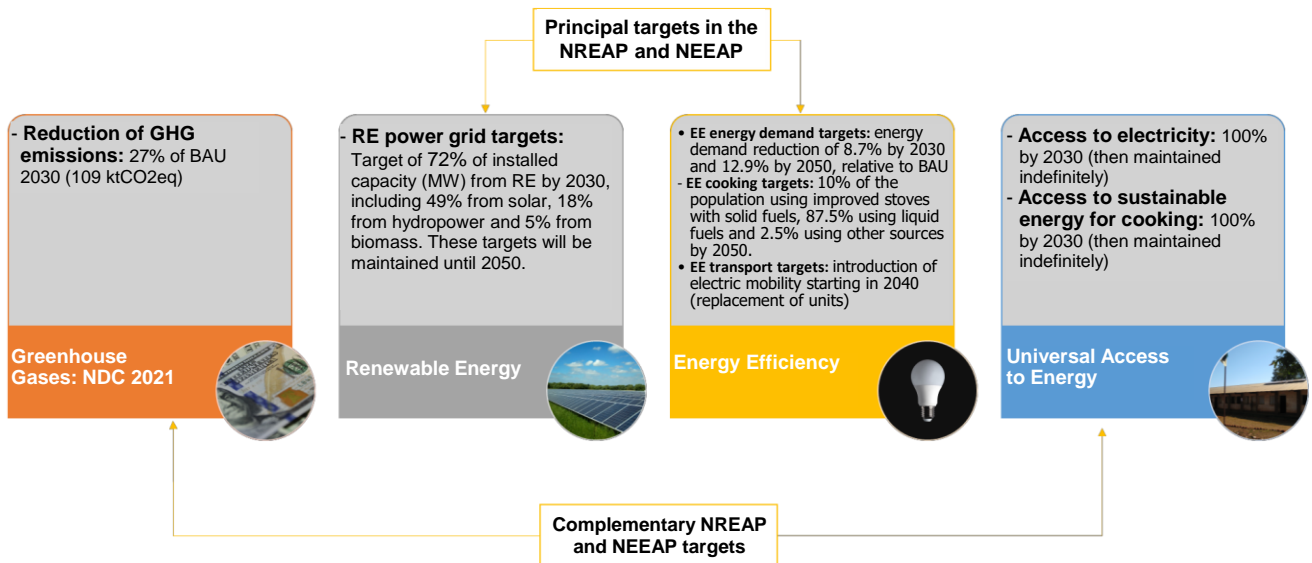 Principal targets in the
NREAP and NEEAP
- Reduction of GHG
emissions: 27% of BAU
2030 (109 ktCO2eq)
Greenhouse
Gases: NDC 2021
- RE power grid targets:
Target of 72% of installed
capacity (MW) from RE by 2030,
including 49% from solar, 18%
from hydropower and 5% from
biomass. These targets will be
maintained until 2050.
Renewable Energy
• EE energy demand targets: energy
demand reduction of 8.7% by 2030
and 12.9% by 2050, relative to BAU
- EE cooking targets: 10% of the
population using improved stoves
with solid fuels, 87.5% using liquid
fuels and 2.5% using other sources
by 2050.
• EE transport targets: introduction of
electric mobility starting in 2040
(replacement of units)
Energy Efficiency
- Access to electricity: 100%
by 2030 (then maintained
indefinitely)
- Access to sustainable
energy for cooking: 100%
by 2030 (then maintained
indefinitely)
Universal Access
to Energy
Complementary NREAP
and NEEAP targets